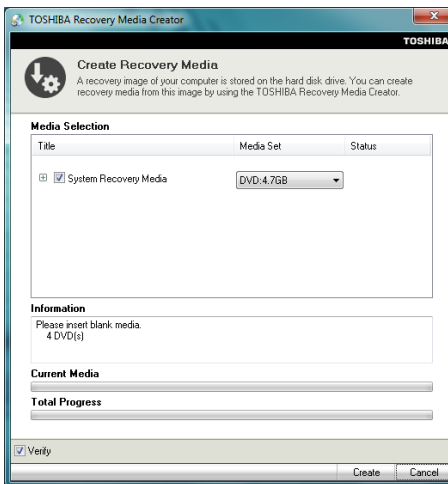 TOSHIBA Recovery Media Creator
TOSHIBA
Create Recovery Media
A recovery image of your computer is stored on the hard disk drive. You can create
recovery media from this image by using the TOSHIBA Recovery Media Creator.
Media Selection
Title Media Set Status
System Recovery Media DVD:4.7GB
Information
Please insert blank media.
4 DVD(s)
Current Media
Total Progress
Verify
Create Cancel